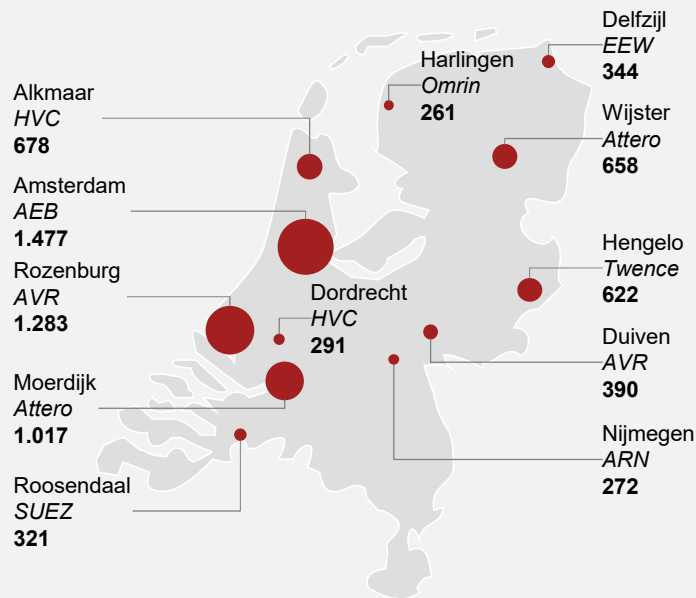 Alkmaar
HVC
678
Amsterdam
AEB
1.477
Rozenburg
AVR
1.283
Moerdijk
Attero
1.017
Roosendaal
SUEZ
321
Harlingen
Omrin
261
Dordrecht
HVC
291
Delfzijl
EEW
344
Wijster
Attero
658
Hengelo
Twence
622
Duiven
AVR
390
Nijmegen
ARN
272